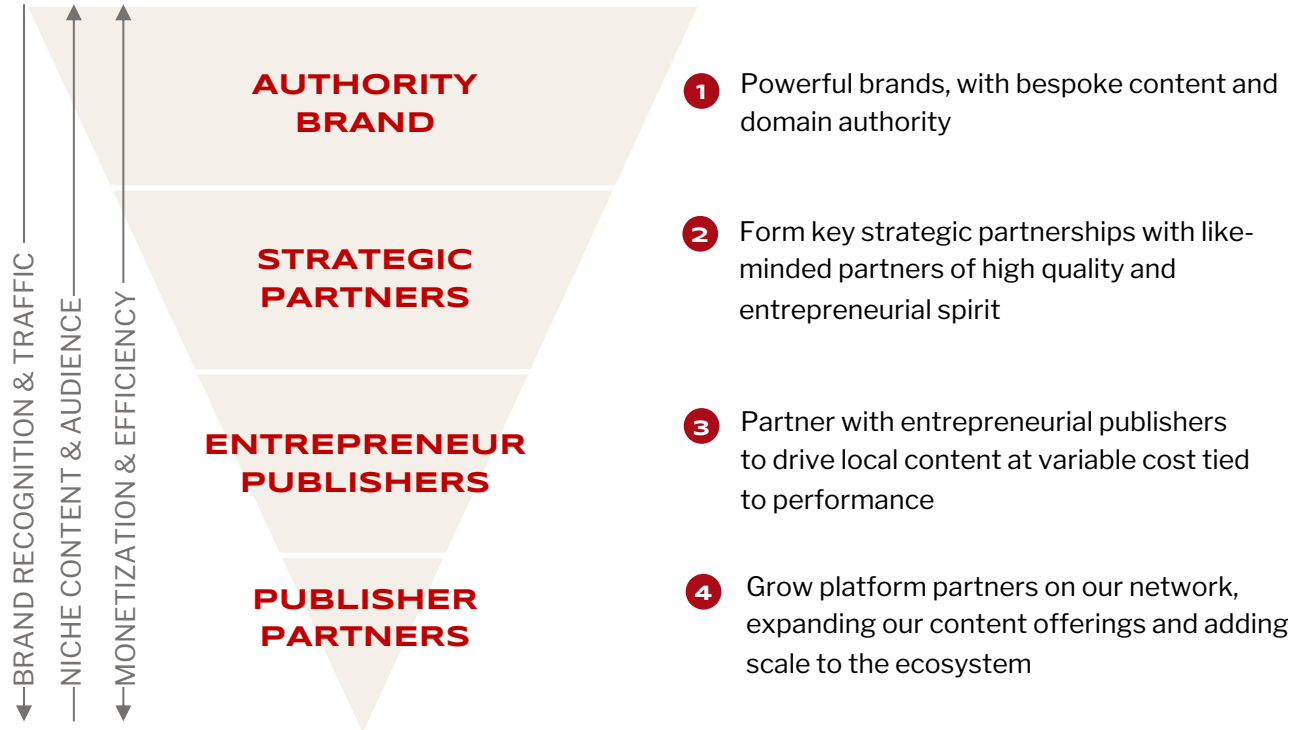 AUTHORITY
BRAND
1
Powerful brands, with bespoke content and
domain authority
STRATEGIC
PARTNERS
2
Form key strategic partnerships with like-
minded partners of high quality and
entrepreneurial spirit
ENTREPRENEUR
PUBLISHERS
3
Partner with entrepreneurial publishers
to drive local content at variable cost tied
to performance
PUBLISHER
PARTNERS
4
Grow platform partners on our network,
expanding our content offerings and adding
scale to the ecosystem
BRAND RECOGNITION & TRAFFIC
NICHE CONTENT & AUDIENCE
MONETIZATION & EFFICIENCY